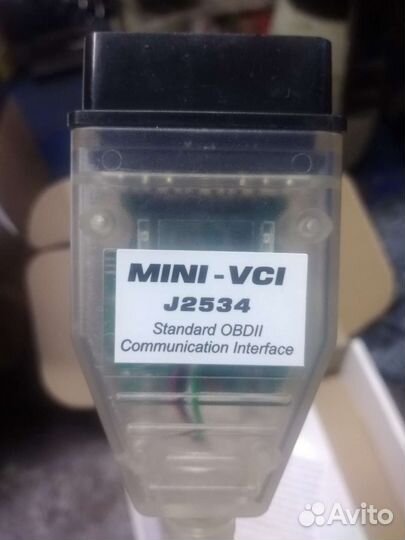 MINI-VCI
J2534
Standard OBDII
Communication Interface
Avito